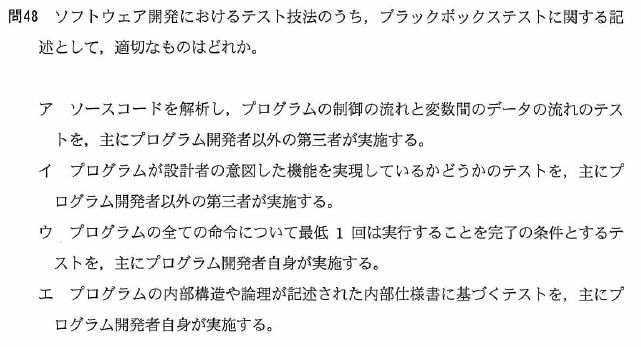 問48 ソフトウェア開発におけるテスト技法のうち，ブラックボックステストに関する記
述として，適切なものはどれか。
ア ソースコードを解析し，プログラムの制御の流れと変数間のデータの流れのテス
トを，主にプログラム開発者以外の第三者が実施する。
イ プログラムが設計者の意図した機能を実現しているかどうかのテストを，主にプ
ログラム開発者以外の第三者が実施する。
ウ プログラムの全ての命令について最低 1 回は実行することを完了の条件とするテ
ストを，主にプログラム開発者自身が実施する。
エ プログラムの内部構造や論理が記述された内部仕様書に基づくテストを，主にプ
ログラム開発者自身が実施する。